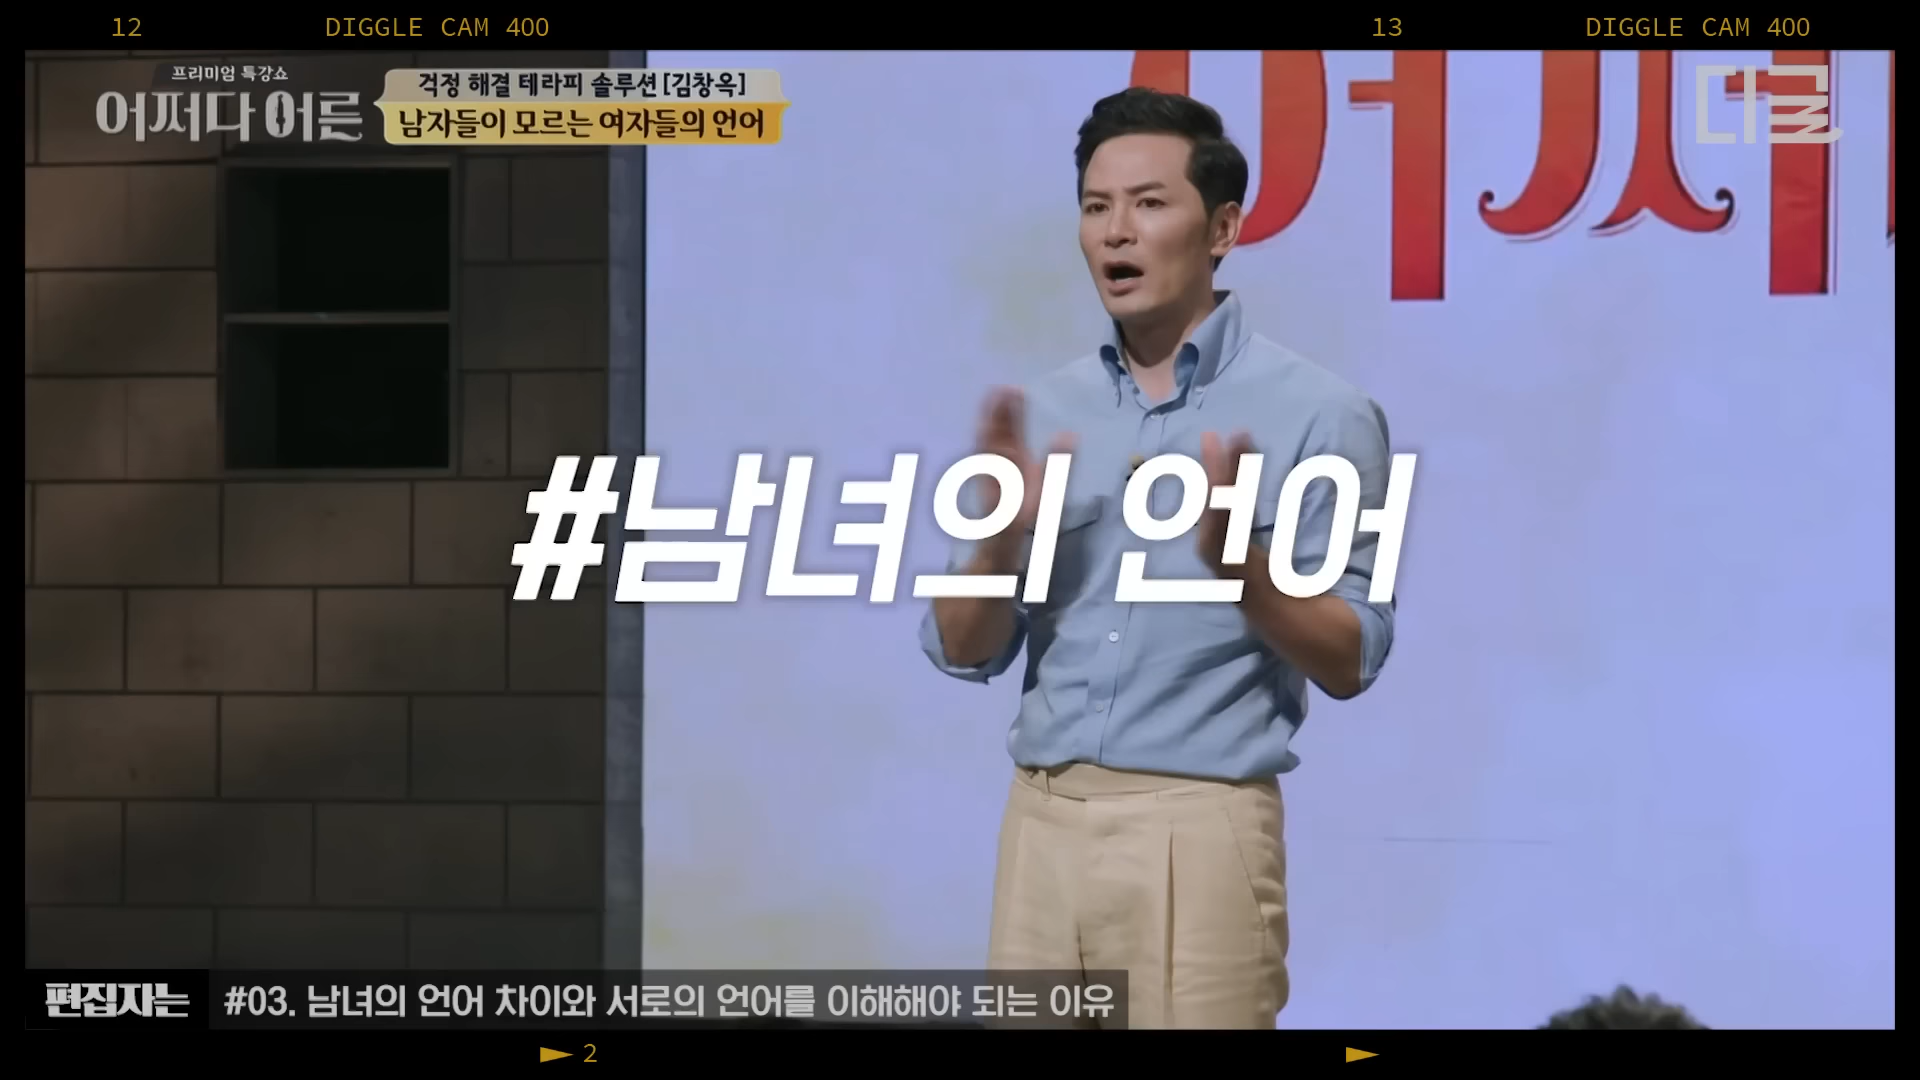 12 DIGGLE CAM 400 13 DIGGLE CAM 400
프리미엄 특강쇼
어쩌다 어른
걱정 해결 테라피 솔루션 [김창옥]
남자들이 모르는 여자들의 언어
디글
어쩌
#남녀의 언어
편집자는
#03. 남녀의 언어 차이와 서로의 언어를 이해해야 되는 이유
2